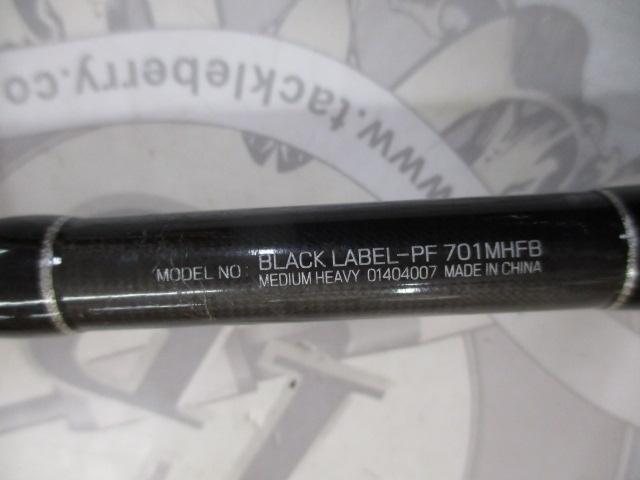 www.tackleberry.co
MODEL NO : BLACK LABEL-PF 701MHFB
MEDIUM HEAVY 01404007 MADE IN CHINA